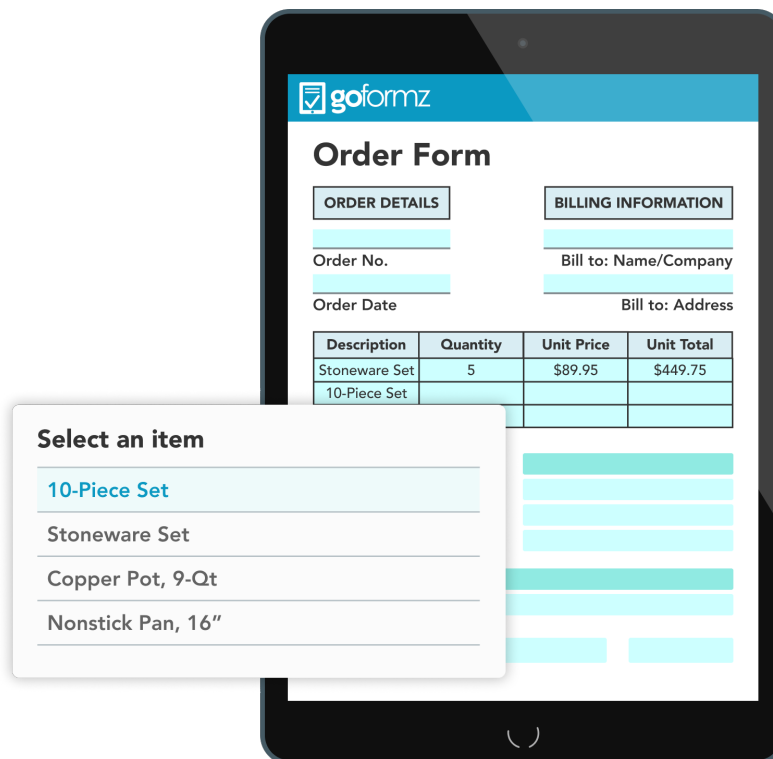 goformz
Order Form
ORDER DETAILS
BILLING INFORMATION
Order No.
Bill to: Name/Company
Order Date
Bill to: Address
Description Quantity Unit Price Unit Total
Stoneware Set 5 $89.95 $449.75
10-Piece Set
Select an item
10-Piece Set
Stoneware Set
Copper Pot, 9-Qt
Nonstick Pan, 16”